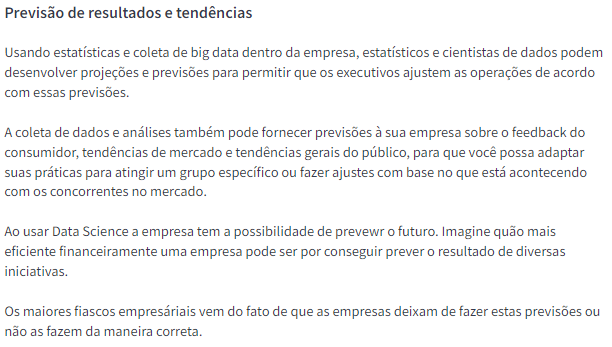 Previsão de resultados e tendências
Usando estatísticas e coleta de big data dentro da empresa, estatísticos e cientistas de dados podem
desenvolver projeções e previsões para permitir que os executivos ajustem as operações de acordo
com essas previsões.
A coleta de dados e análises também pode fornecer previsões à sua empresa sobre o feedback do
consumidor, tendências de mercado e tendências gerais do público, para que você possa adaptar
suas práticas para atingir um grupo específico ou fazer ajustes com base no que está acontecendo
com os concorrentes no mercado.
Ao usar Data Science a empresa tem a possibilidade de prevewr o futuro. Imagine quão mais
eficiente financeiramente uma empresa pode ser por conseguir prever o resultado de diversas
iniciativas.
Os maiores fiascos empresáriais vem do fato de que as empresas deixam de fazer estas previsões ou
não as fazem da maneira correta.